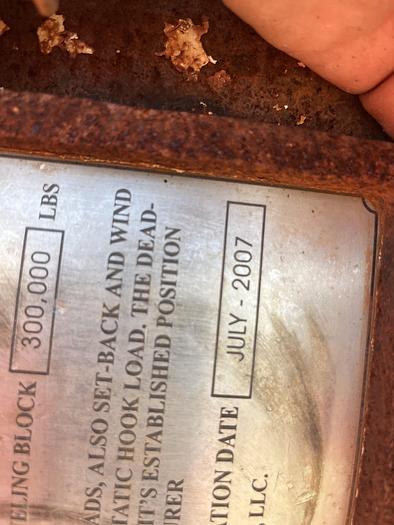 ELING BLOCK 300,000 LBS
ADS, ALSO SET-BACK AND WIND
TATIC HOOK LOAD. THE DEAD-
IT'S ESTABLISHED POSITION
URER
ATION DATE JULY - 2007
LLC.